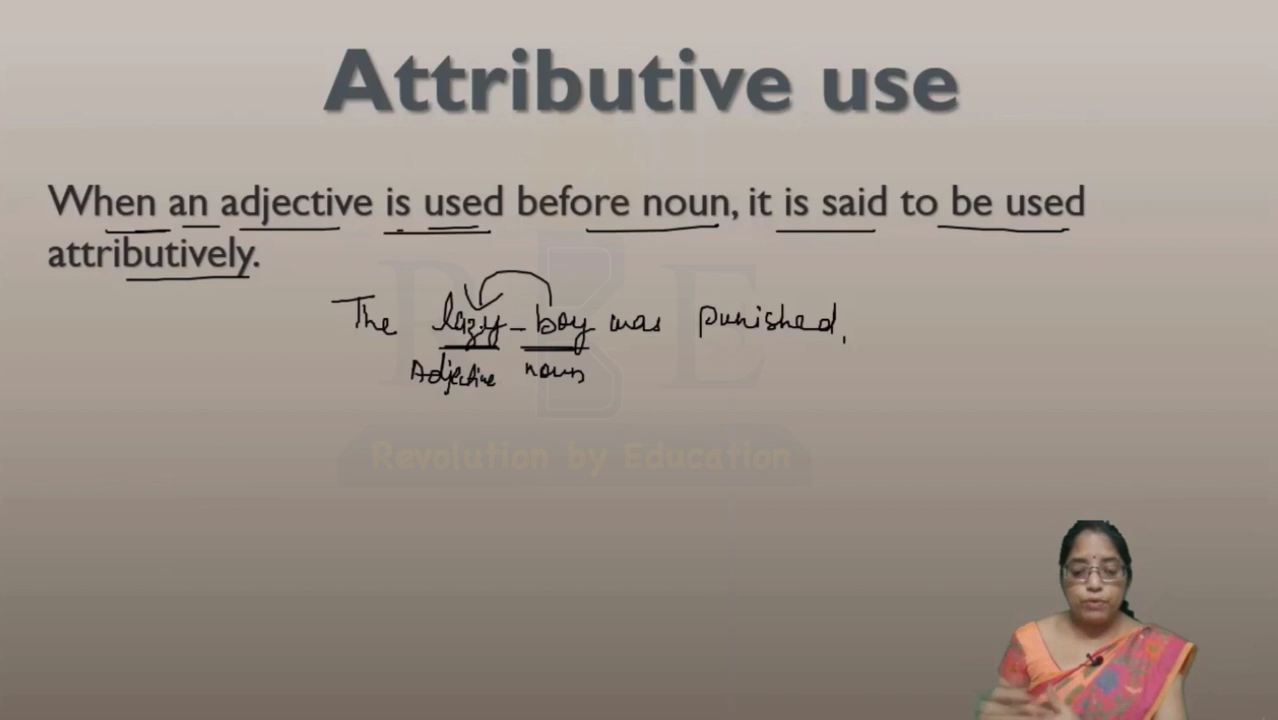 Attributive use
When an adjective is used before noun, it is said to be used
attributively.
The lazy boy was punished.
Adjective noun
R B E
Revolution by Education